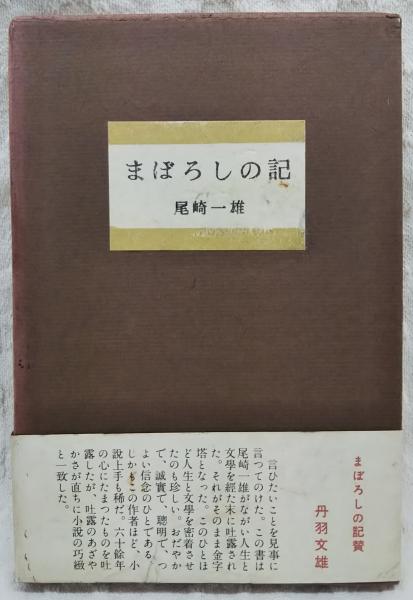 まぼろしの記
尾崎一雄
まぼろしの記賛
丹羽文雄
言ひたいことを見事に
言つてのけた。この書は
尾崎一雄がながい人生と
文學を經た末に吐露され
た。それがそのまま金字
塔となつた。このひとほ
ど人生と文學を密着させ
たのも珍しい。おだやか
で、誠實で、聰明で、つ
よい信念のひとである。
しかもこの作者ほど、小
説上手も稀だ。六十餘年
の心にたまつたものを吐
露したが、吐露のあざや
かさが直ちに小説の巧緻
と一致した。